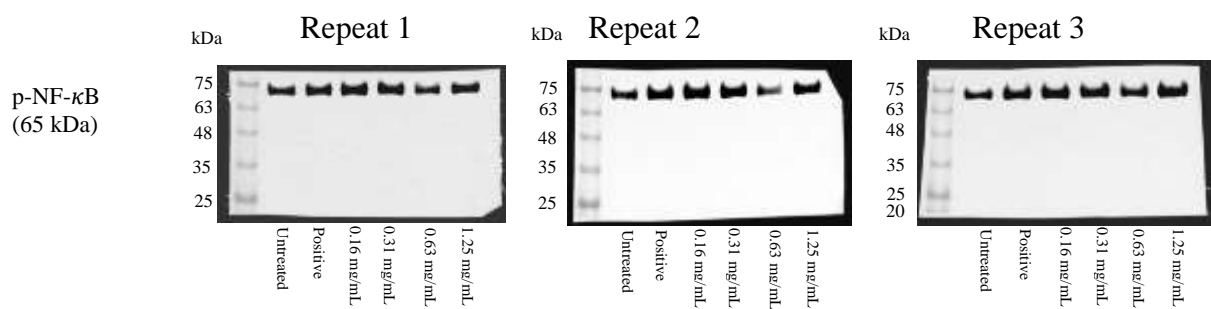 p-NF-κB
(65 kDa)
kDa
Repeat 1
75
63
48
35
25
Untreated
Positive
0.16 mg/mL
0.31 mg/mL
0.63 mg/mL
1.25 mg/mL
kDa
Repeat 2
75
63
48
35
25
Untreated
Positive
0.16 mg/mL
0.31 mg/mL
0.63 mg/mL
1.25 mg/mL
kDa
Repeat 3
75
63
48
35
25
20
Untreated
Positive
0.16 mg/mL
0.31 mg/mL
0.63 mg/mL
1.25 mg/mL